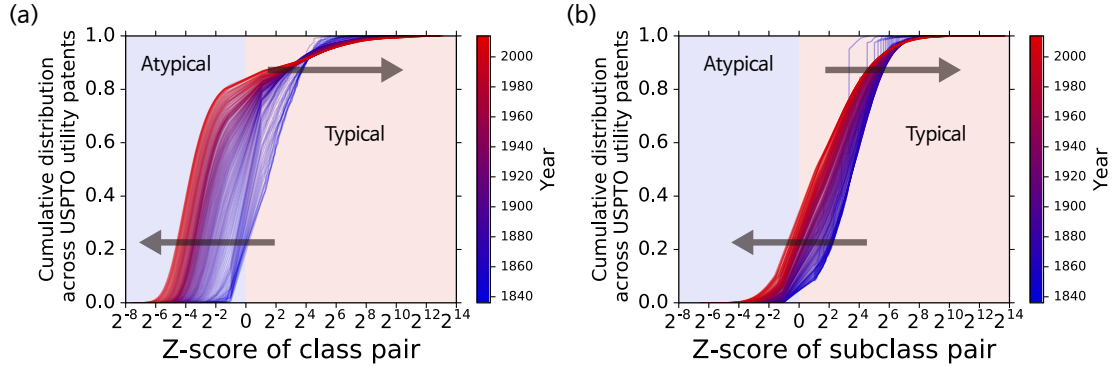 (a)
Cumulative distribution
across USPTO utility patents
1.0
0.8
0.6
0.4
0.2
0.0
Atypical
Typical
2^-8 2^-6 2^-4 2^-2 0 2^2 2^4 2^6 2^8 2^10 2^12 2^14
Z-score of class pair
2000
1980
1960
1940
1920
1900
1880
1860
1840
Year
(b)
Cumulative distribution
across USPTO utility patents
1.0
0.8
0.6
0.4
0.2
0.0
Atypical
Typical
2^-8 2^-6 2^-4 2^-2 0 2^2 2^4 2^6 2^8 2^10 2^12 2^14
Z-score of subclass pair
2000
1980
1960
1940
1920
1900
1880
1860
1840
Year